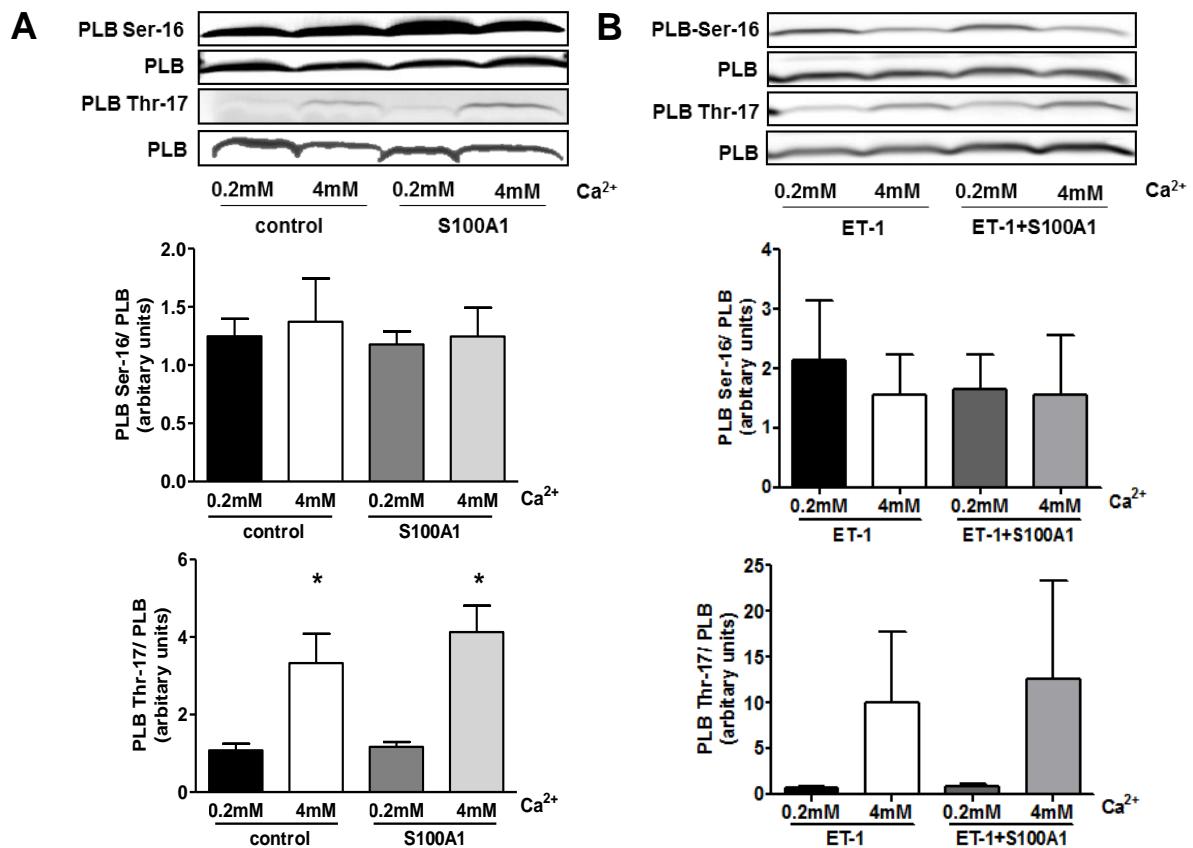 A
PLB Ser-16
PLB
PLB Thr-17
PLB
0.2mM 4mM 0.2mM 4mM Ca²⁺
control S100A1
PLB Ser-16/ PLB
(arbitary units)
2.0
1.5
1.0
0.5
0.0
0.2mM 4mM 0.2mM 4mM Ca²⁺
control S100A1
PLB Thr-17/ PLB
(arbitary units)
6
4
2
0
* *
0.2mM 4mM 0.2mM 4mM Ca²⁺
control S100A1
B
PLB-Ser-16
PLB
PLB Thr-17
PLB
0.2mM 4mM 0.2mM 4mM Ca²⁺
ET-1 ET-1+S100A1
PLB Ser-16/ PLB
(arbitary units)
4
3
2
1
0
0.2mM 4mM 0.2mM 4mM Ca²⁺
ET-1 ET-1+S100A1
PLB Thr-17/ PLB
(arbitary units)
25
20
15
10
5
0
0.2mM 4mM 0.2mM 4mM Ca²⁺
ET-1 ET-1+S100A1